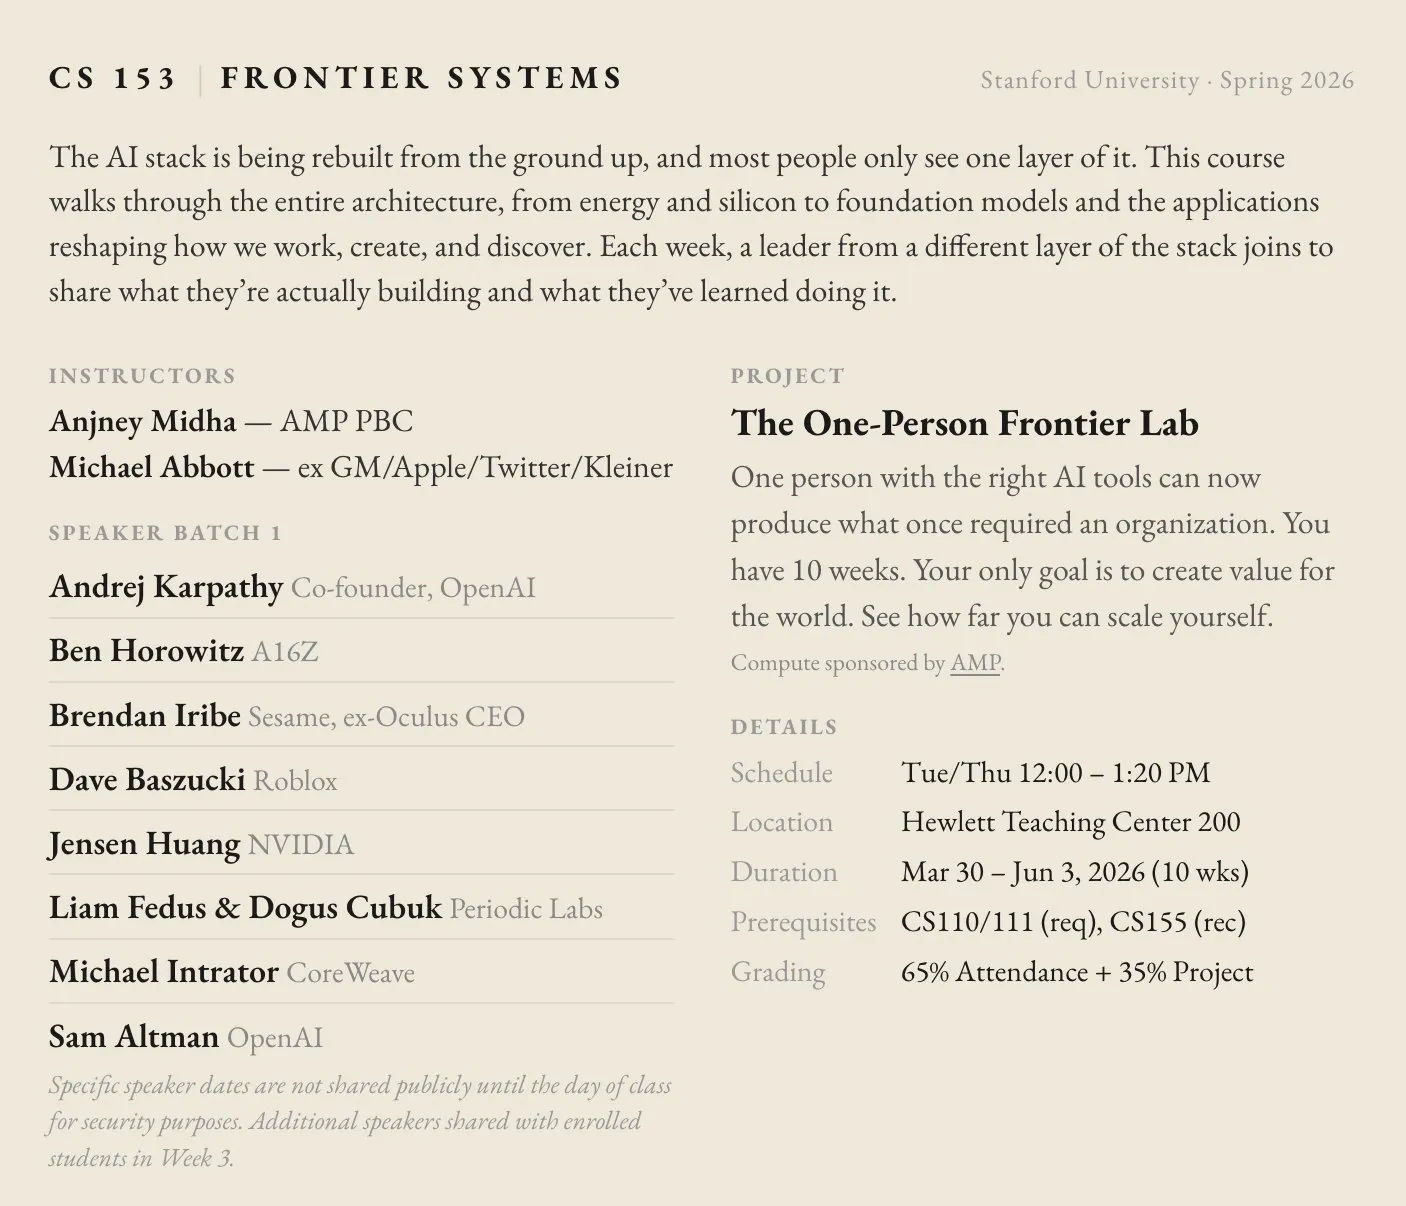 CS 153 | FRONTIER SYSTEMS
Stanford University · Spring 2026
The AI stack is being rebuilt from the ground up, and most people only see one layer of it. This course
walks through the entire architecture, from energy and silicon to foundation models and the applications
reshaping how we work, create, and discover. Each week, a leader from a different layer of the stack joins to
share what they’re actually building and what they’ve learned doing it.
INSTRUCTORS
Anjney Midha — AMP PBC
Michael Abbott — ex GM/Apple/Twitter/Kleiner
SPEAKER BATCH 1
Andrej Karpathy Co-founder, OpenAI
Ben Horowitz A16Z
Brendan Iribe Sesame, ex-Oculus CEO
Dave Baszucki Roblox
Jensen Huang NVIDIA
Liam Fedus & Dogus Cubuk Periodic Labs
Michael Intrator CoreWeave
Sam Altman OpenAI
Specific speaker dates are not shared publicly until the day of class
for security purposes. Additional speakers shared with enrolled
students in Week 3.
PROJECT
The One-Person Frontier Lab
One person with the right AI tools can now
produce what once required an organization. You
have 10 weeks. Your only goal is to create value for
the world. See how far you can scale yourself.
Compute sponsored by AMP.
DETAILS
Schedule Tue/Thu 12:00 – 1:20 PM
Location Hewlett Teaching Center 200
Duration Mar 30 – Jun 3, 2026 (10 wks)
Prerequisites CS110/111 (req), CS155 (rec)
Grading 65% Attendance + 35% Project